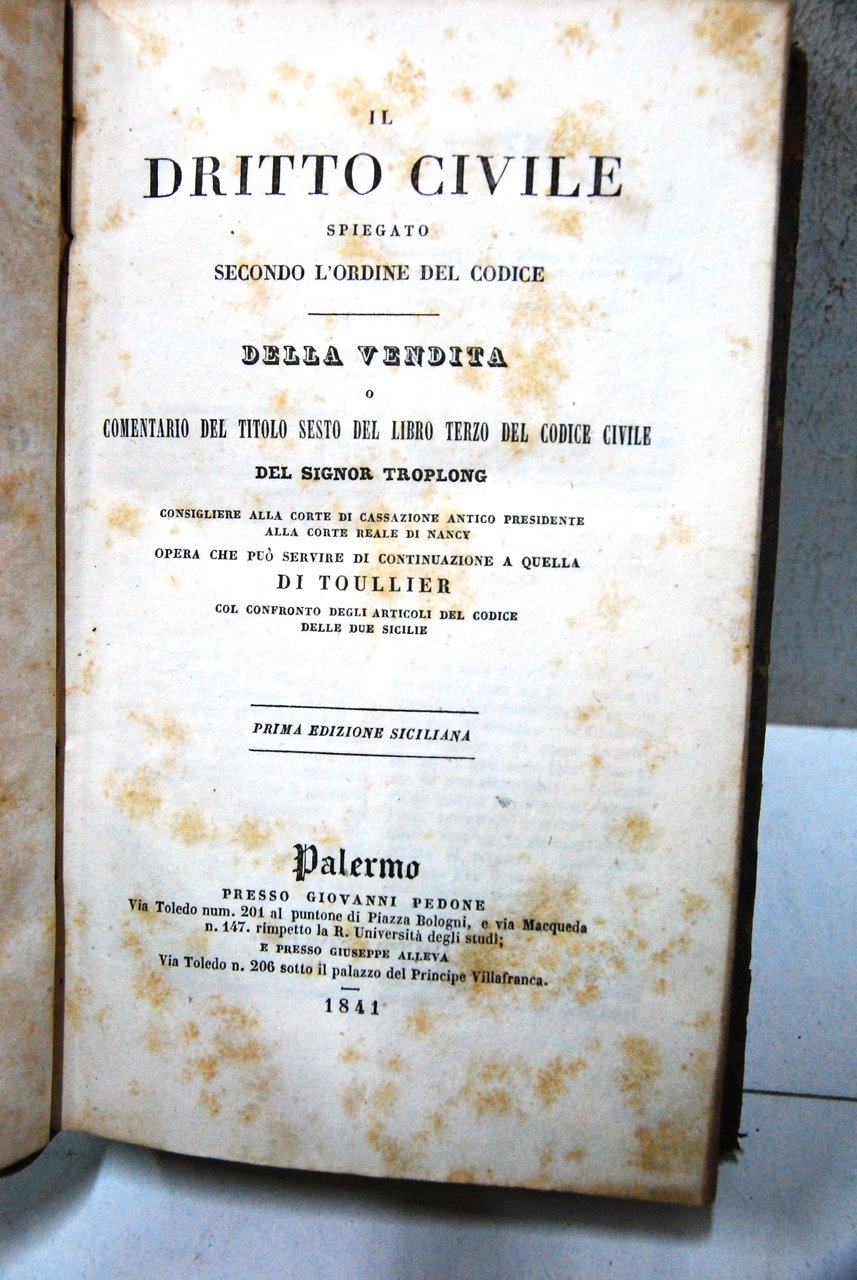 IL
DRITTO CIVILE
SPIEGATO
SECONDO L'ORDINE DEL CODICE
DELLA VENDITA
O
COMENTARIO DEL TITOLO SESTO DEL LIBRO TERZO DEL CODICE CIVILE
DEL SIGNOR TROPLONG
CONSIGLIERE ALLA CORTE DI CASSAZIONE ANTICO PRESIDENTE
ALLA CORTE REALE DI NANCY
OPERA CHE PUÒ SERVIRE DI CONTINUAZIONE A QUELLA
DI TOULLIER
COL CONFRONTO DEGLI ARTICOLI DEL CODICE
DELLE DUE SICILIE
PRIMA EDIZIONE SICILIANA
Palermo
PRESSO GIOVANNI PEDONE
Via Toledo num. 201 al puntone di Piazza Bologni, e via Macqueda
n. 147. rimpetto la R. Università degli studi;
E PRESSO GIUSEPPE ALLEVA
Via Toledo n. 206 sotto il palazzo del Principe Villafranca.
1841